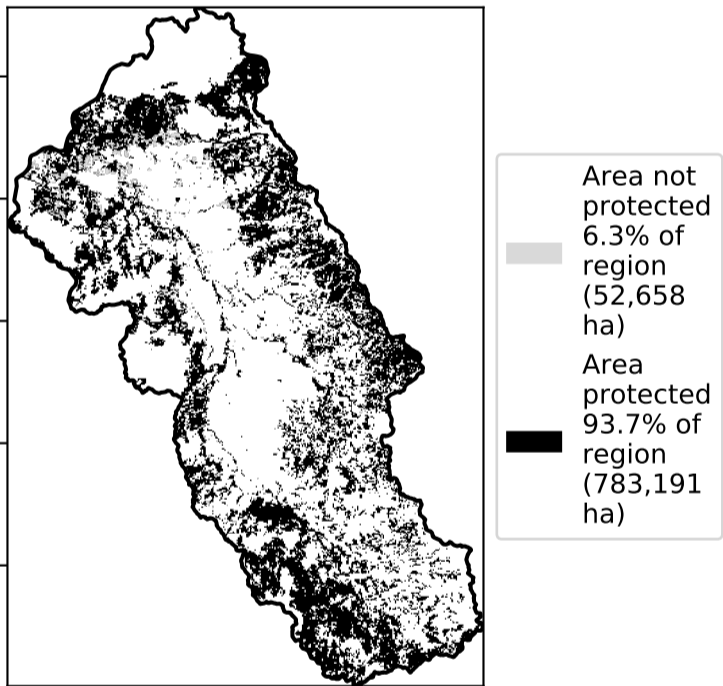 Area not
protected
6.3% of
region
(52,658
ha)
Area
protected
93.7% of
region
(783,191
ha)